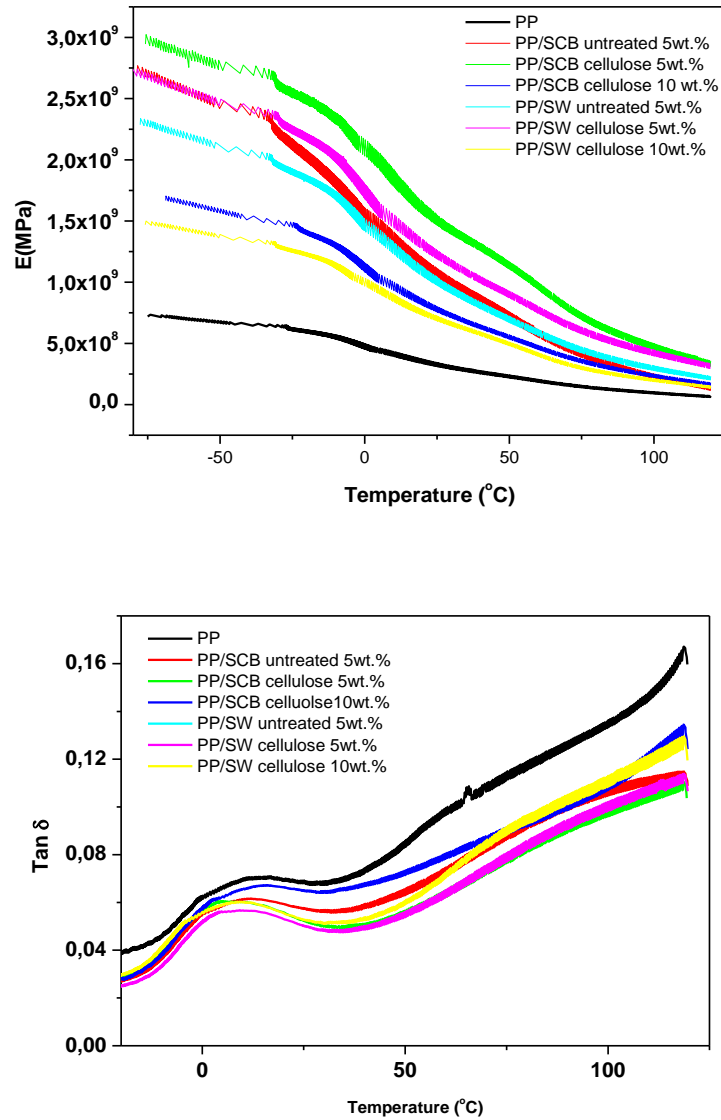 PP
PP/SCB untreated 5wt.%
PP/SCB cellulose 5wt.%
PP/SCB cellulose 10 wt.%
PP/SW untreated 5wt.%
PP/SW cellulose 5wt.%
PP/SW cellulose 10wt.%
3,0x10⁹
2,5x10⁹
2,0x10⁹
1,5x10⁹
1,0x10⁹
5,0x10⁸
0,0
E(MPa)
-50 0 50 100
Temperature (°C)
PP
PP/SCB untreated 5wt.%
PP/SCB cellulose 5wt.%
PP/SCB celluolse10wt.%
PP/SW untreated 5wt.%
PP/SW cellulose 5wt.%
PP/SW cellulose 10wt.%
0,16
0,12
0,08
0,04
0,00
Tan δ
0 50 100
Temperature (°C)